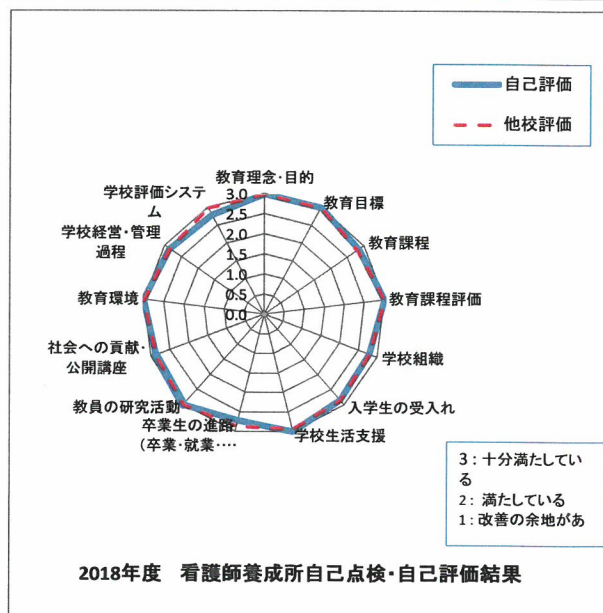 自己評価
他校評価
教育理念・目的
学校評価システ
ム
教育目標
学校経営・管理
過程
教育課程
教育環境
教育課程評価
社会への貢献・
公開講座
学校組織
教員の研究活動
入学生の受入れ
卒業生の進路
(卒業・就業・…
学校生活支援
3.0
2.5
2.0
1.5
1.0
0.5
0.0
3：十分満たしてい
る
2：満たしている
1：改善の余地があ
2018年度　看護師養成所自己点検・自己評価結果